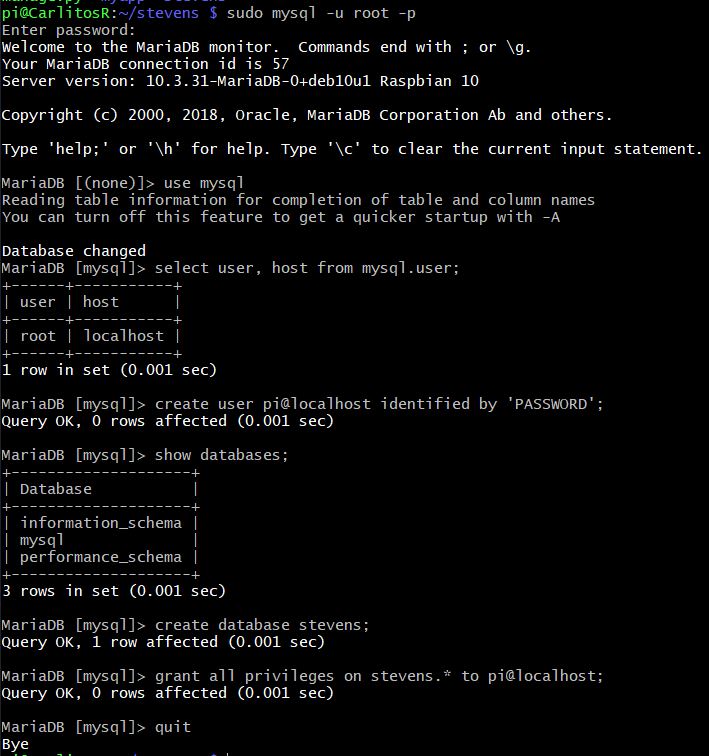 pi@CarlitosR:~/stevens $ sudo mysql -u root -p
Enter password:
Welcome to the MariaDB monitor.  Commands end with ; or \g.
Your MariaDB connection id is 57
Server version: 10.3.31-MariaDB-0+deb10u1 Raspbian 10

Copyright (c) 2000, 2018, Oracle, MariaDB Corporation Ab and others.

Type 'help;' or '\h' for help. Type '\c' to clear the current input statement.

MariaDB [(none)]> use mysql
Reading table information for completion of table and column names
You can turn off this feature to get a quicker startup with -A

Database changed
MariaDB [mysql]> select user, host from mysql.user;
+------+-----------+
| user | host      |
+------+-----------+
| root | localhost |
+------+-----------+
1 row in set (0.001 sec)

MariaDB [mysql]> create user pi@localhost identified by 'PASSWORD';
Query OK, 0 rows affected (0.001 sec)

MariaDB [mysql]> show databases;
+--------------------+
| Database           |
+--------------------+
| information_schema |
| mysql              |
| performance_schema |
+--------------------+
3 rows in set (0.001 sec)

MariaDB [mysql]> create database stevens;
Query OK, 1 row affected (0.001 sec)

MariaDB [mysql]> grant all privileges on stevens.* to pi@localhost;
Query OK, 0 rows affected (0.001 sec)

MariaDB [mysql]> quit
Bye